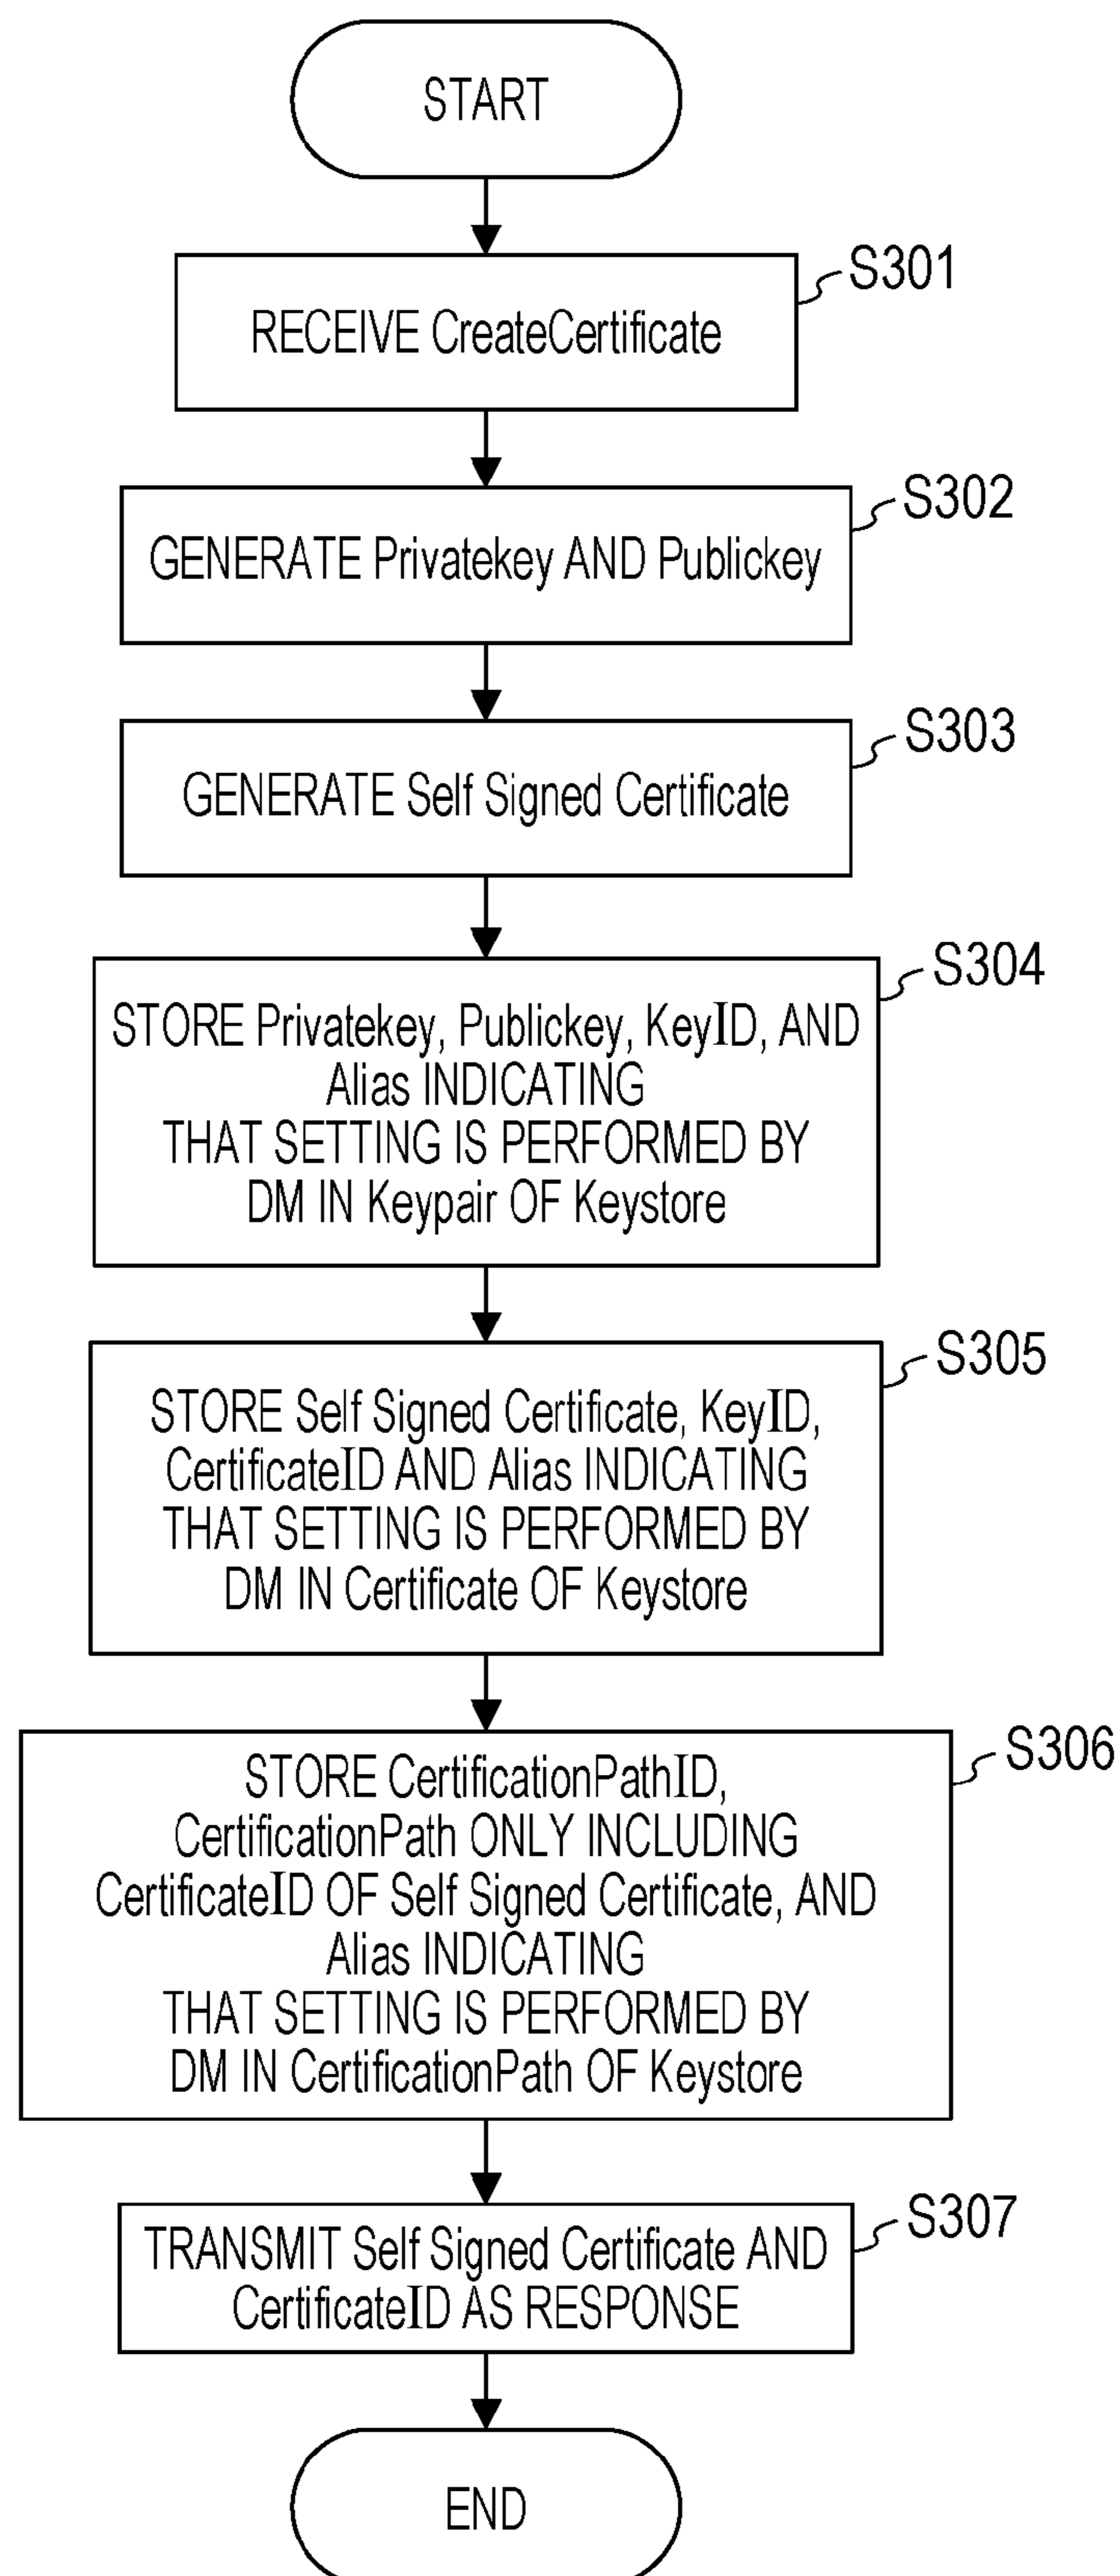 START
S301
RECEIVE CreateCertificate
S302
GENERATE Privatekey AND Publickey
S303
GENERATE Self Signed Certificate
S304
STORE Privatekey, Publickey, KeyID, AND
Alias INDICATING
THAT SETTING IS PERFORMED BY
DM IN Keypair OF Keystore
S305
STORE Self Signed Certificate, KeyID,
CertificateID AND Alias INDICATING
THAT SETTING IS PERFORMED BY
DM IN Certificate OF Keystore
S306
STORE CertificationPathID,
CertificationPath ONLY INCLUDING
CertificateID OF Self Signed Certificate, AND
Alias INDICATING
THAT SETTING IS PERFORMED BY
DM IN CertificationPath OF Keystore
S307
TRANSMIT Self Signed Certificate AND
CertificateID AS RESPONSE
END